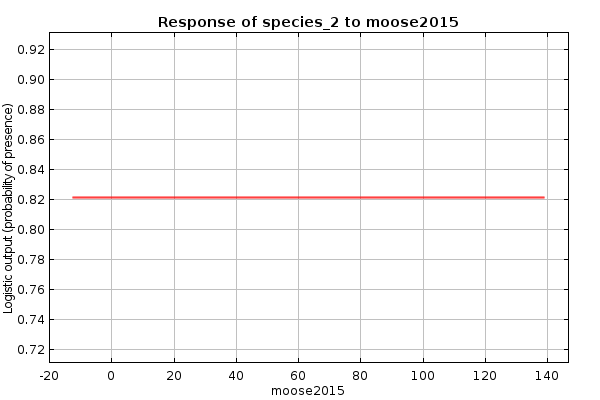 Response of species_2 to moose2015
Logistic output (probability of presence)
0.92
0.90
0.88
0.86
0.84
0.82
0.80
0.78
0.76
0.74
0.72
-20 0 20 40 60 80 100 120 140
moose2015